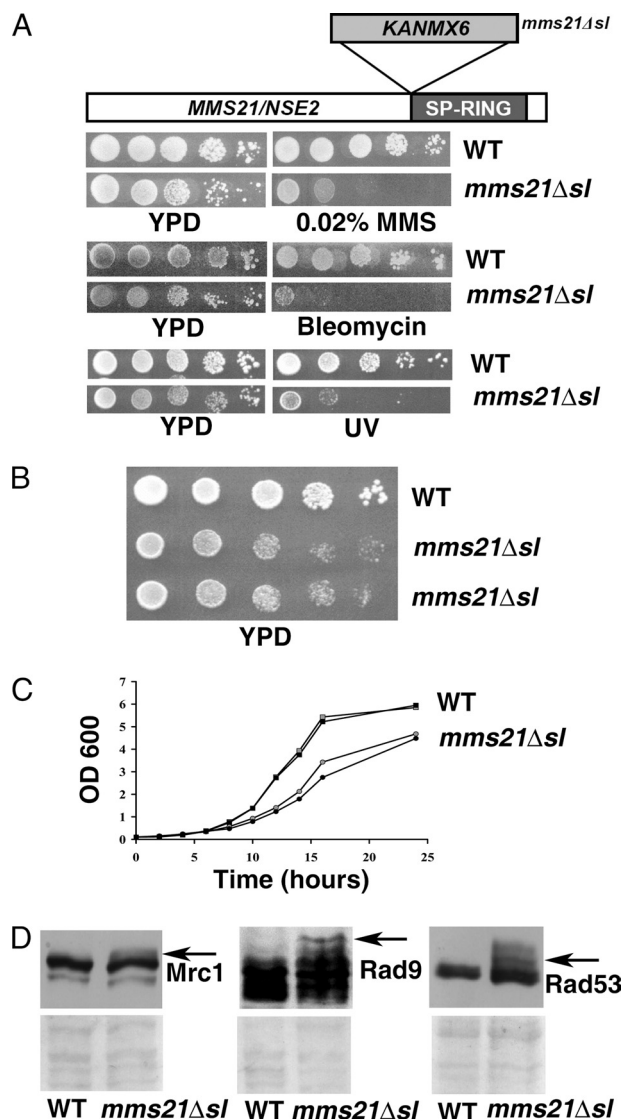 A
KANMX6 mms21Δsl
MMS21/NSE2 SP-RING
WT
mms21Δsl
YPD 0.02% MMS
WT
mms21Δsl
YPD Bleomycin
WT
mms21Δsl
YPD UV
B
WT
mms21Δsl
mms21Δsl
YPD
C
7
6
5
4
3
2
1
0
OD 600
WT
mms21Δsl
0 5 10 15 20 25
Time (hours)
D
Mrc1 Rad9 Rad53
WT mms21Δsl WT mms21Δsl WT mms21Δsl